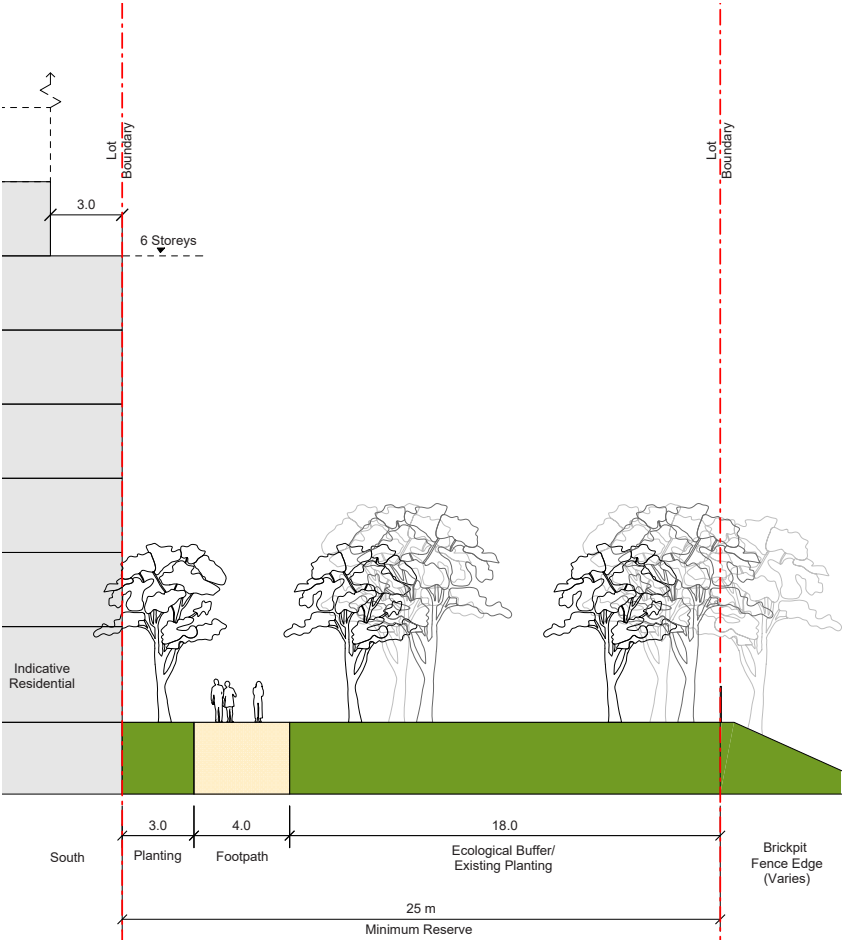 Lot
Boundary
Lot
Boundary
3.0
6 Storeys
Indicative
Residential
3.0
4.0
18.0
South
Planting
Footpath
Ecological Buffer/
Existing Planting
Brickpit
Fence Edge
(Varies)
25 m
Minimum Reserve